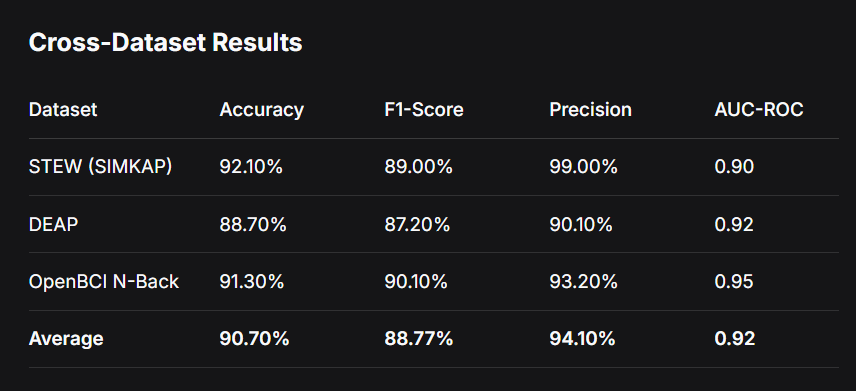 Cross-Dataset Results
Dataset Accuracy F1-Score Precision AUC-ROC
STEW (SIMKAP) 92.10% 89.00% 99.00% 0.90
DEAP 88.70% 87.20% 90.10% 0.92
OpenBCI N-Back 91.30% 90.10% 93.20% 0.95
Average 90.70% 88.77% 94.10% 0.92